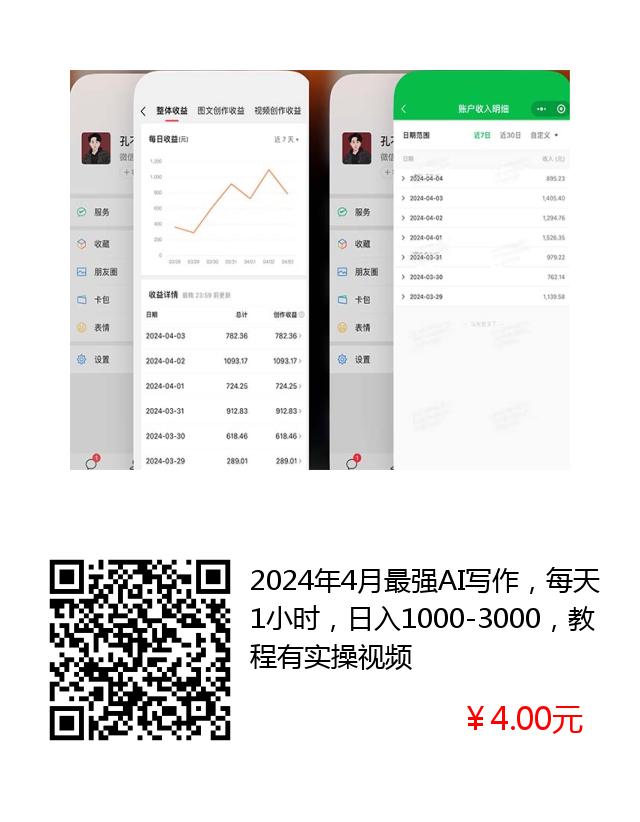 孔
微信
服务
收藏
朋友圈
卡包
表情
设置
1
整体收益 图文创作收益 视频创作收益
每日收益(元) 近7天
1,200
1,000
800
600
400
200
0
03/28 03/29 03/30 03/31 04/01 04/02 04/03
收益详情 最晚 23:59 前更新
日期 总计 创作收益
2024-04-03 782.36 782.36
2024-04-02 1093.17 1093.17
2024-04-01 724.25 724.25
2024-03-31 912.83 912.83
2024-03-30 618.46 618.46
2024-03-29 289.01 289.01
孔
微信
服务
收藏
朋友圈
卡包
表情
设置
1
账户收入明细
日期范围 近7日 近30日 自定义
日期 收入 (元)
2024-04-04 895.23
2024-04-03 1,405.40
2024-04-02 1,294.76
2024-04-01 1,526.35
2024-03-31 979.22
2024-03-30 762.14
2024-03-29 1,139.58
2024年4月最强AI写作，每天
1小时，日入1000-3000，教
程有实操视频
￥4.00元